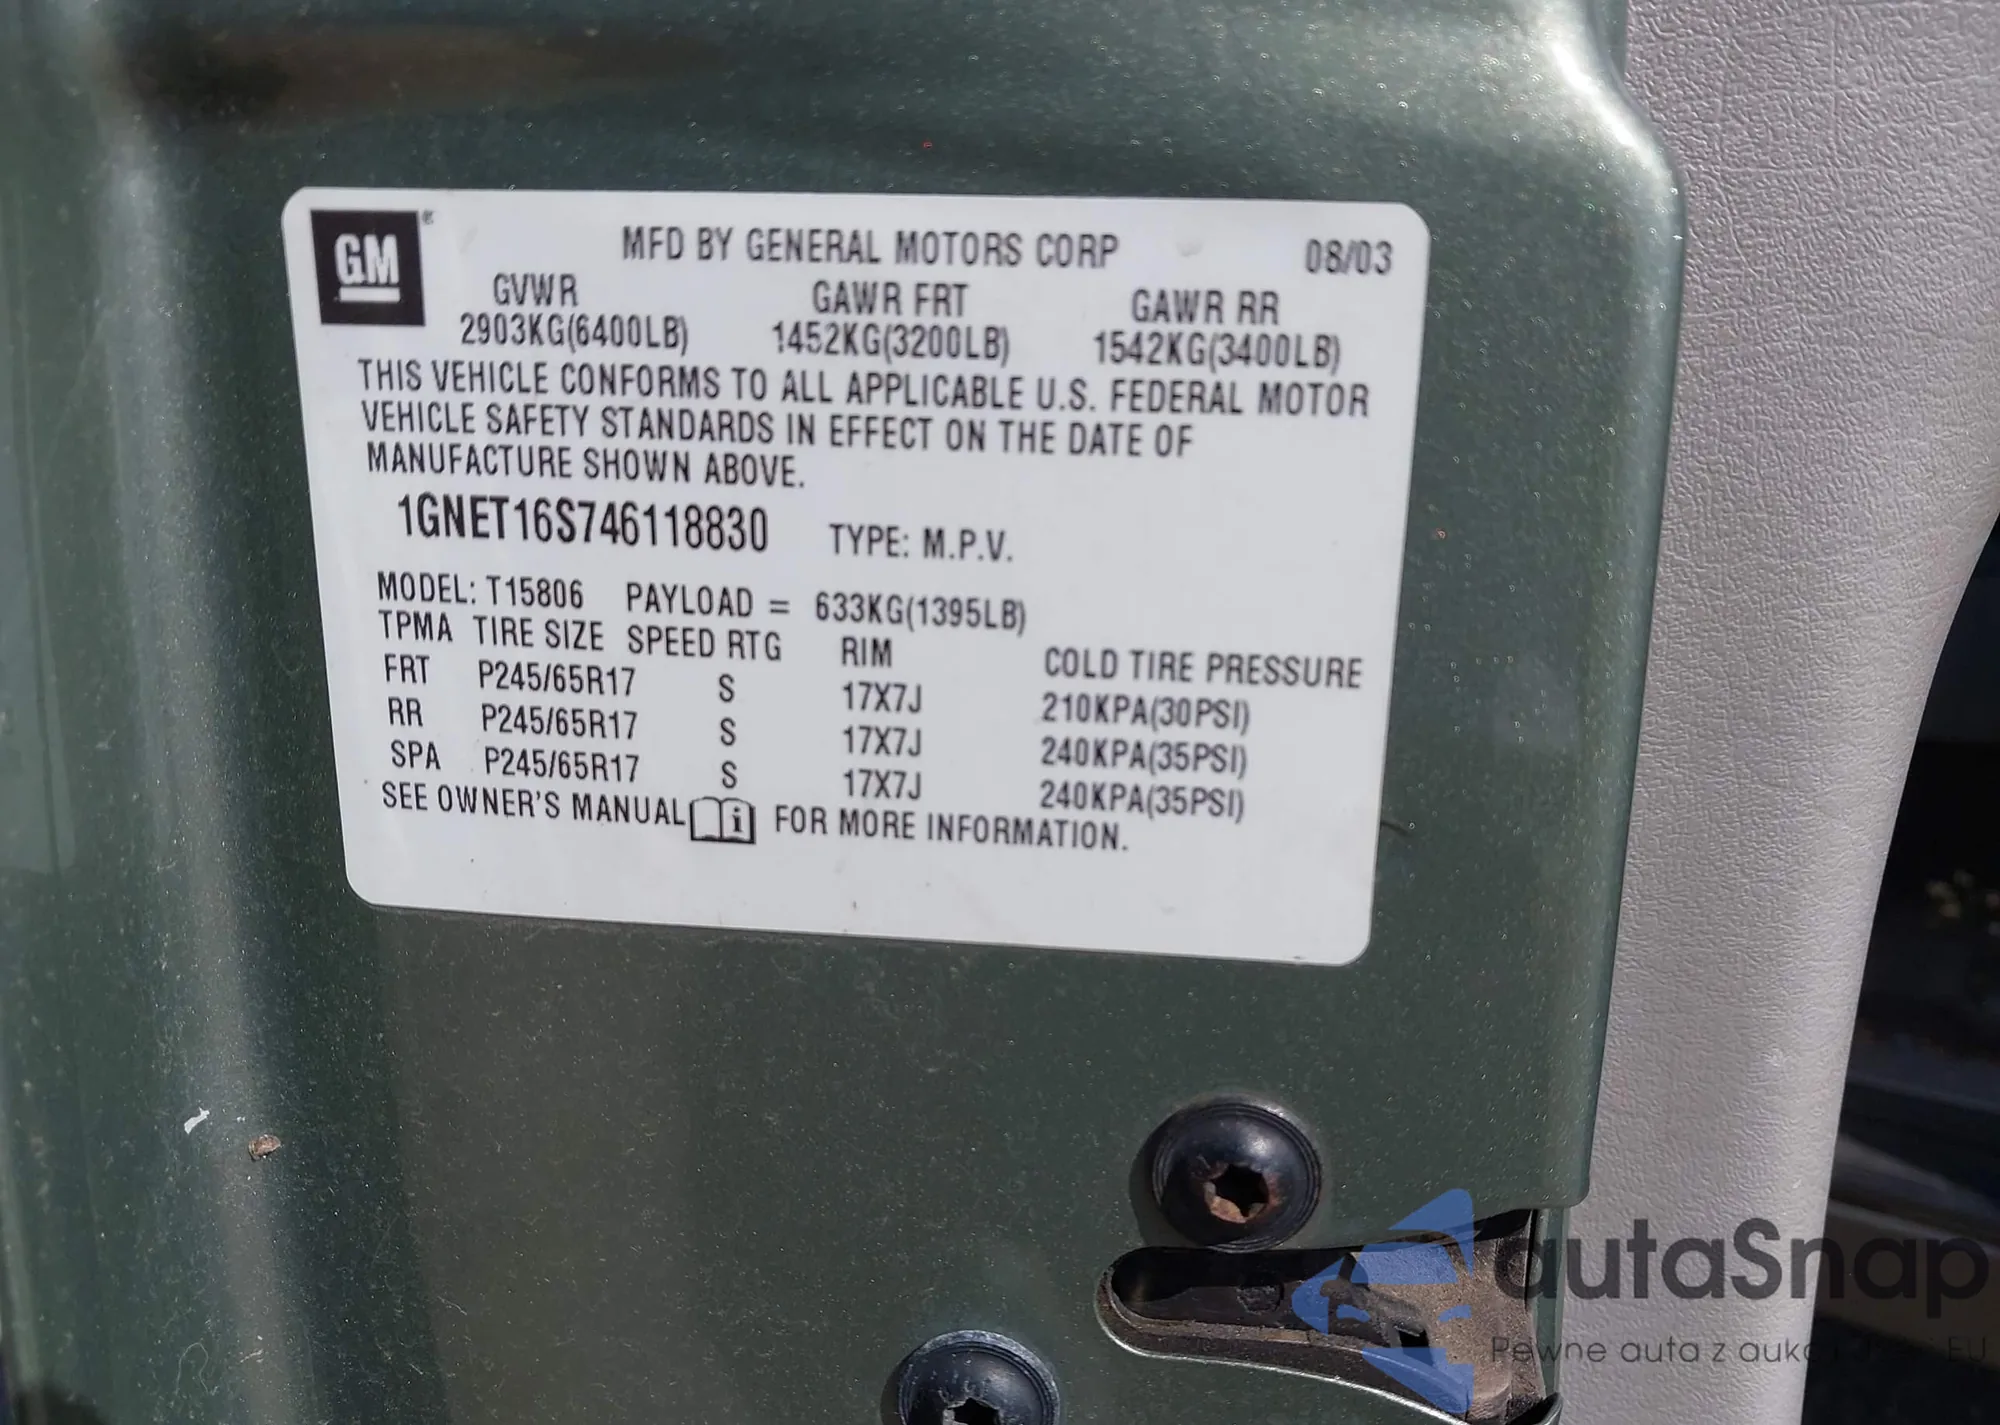 GM®
MFD BY GENERAL MOTORS CORP 08/03
GVWR GAWR FRT GAWR RR
2903KG(6400LB) 1452KG(3200LB) 1542KG(3400LB)
THIS VEHICLE CONFORMS TO ALL APPLICABLE U.S. FEDERAL MOTOR
VEHICLE SAFETY STANDARDS IN EFFECT ON THE DATE OF
MANUFACTURE SHOWN ABOVE.
1GNET16S746118830 TYPE: M.P.V.
MODEL: T15806 PAYLOAD = 633KG(1395LB)
TPMA TIRE SIZE SPEED RTG RIM COLD TIRE PRESSURE
FRT P245/65R17 S 17X7J 210KPA(30PSI)
RR P245/65R17 S 17X7J 240KPA(35PSI)
SPA P245/65R17 S 17X7J 240KPA(35PSI)
SEE OWNER'S MANUAL i FOR MORE INFORMATION.
autaSnap
Pewne auta z EU